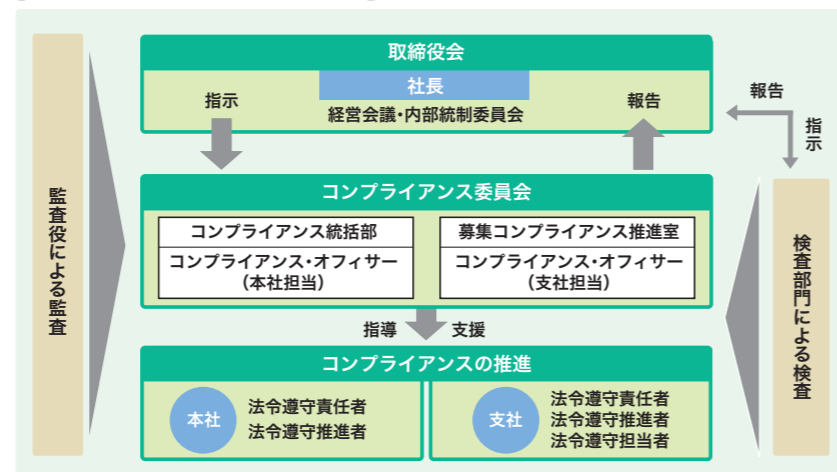 取締役会
社長
指示
報告
経営会議・内部統制委員会
報告
指示
監査役による監査
コンプライアンス委員会
コンプライアンス統括部
コンプライアンス・オフィサー
（本社担当）
募集コンプライアンス推進室
コンプライアンス・オフィサー
（支社担当）
検査部門による検査
指導
支援
コンプライアンスの推進
本社
法令遵守責任者
法令遵守推進者
支社
法令遵守責任者
法令遵守推進者
法令遵守担当者